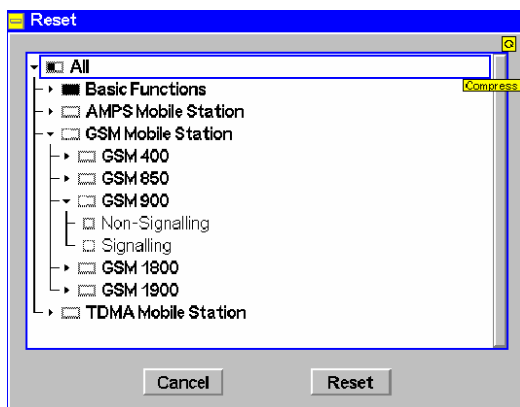 Reset
G
All
Compress
Basic Functions
AMPS Mobile Station
GSM Mobile Station
GSM 400
GSM 850
GSM 900
Non-Signalling
Signalling
GSM 1800
GSM 1900
TDMA Mobile Station
Cancel
Reset